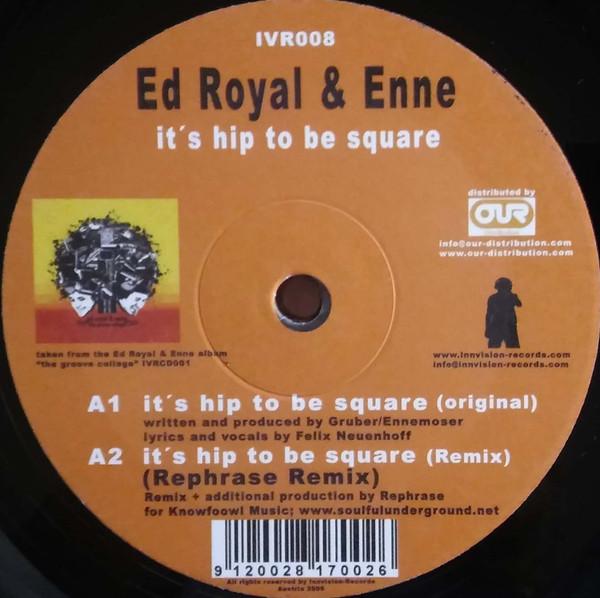 IVR008
Ed Royal & Enne
it´s hip to be square
distributed by
OUR
info@our-distribution.com
www.our-distribution.com
taken from the Ed Royal & Enne album
"the groove collage" IVRCD001
www.innvision-records.com
info@innvision-records.com
A1 it´s hip to be square (original)
written and produced by Gruber/Ennemoser
lyrics and vocals by Felix Neuenhoff
A2 it´s hip to be square (Remix)
(Rephrase Remix)
Remix + additional production by Rephrase
for Knowfoowl Music; www.soulfulunderground.net
9 120028 170026
All rights reserved by Innvision-Records
Austria